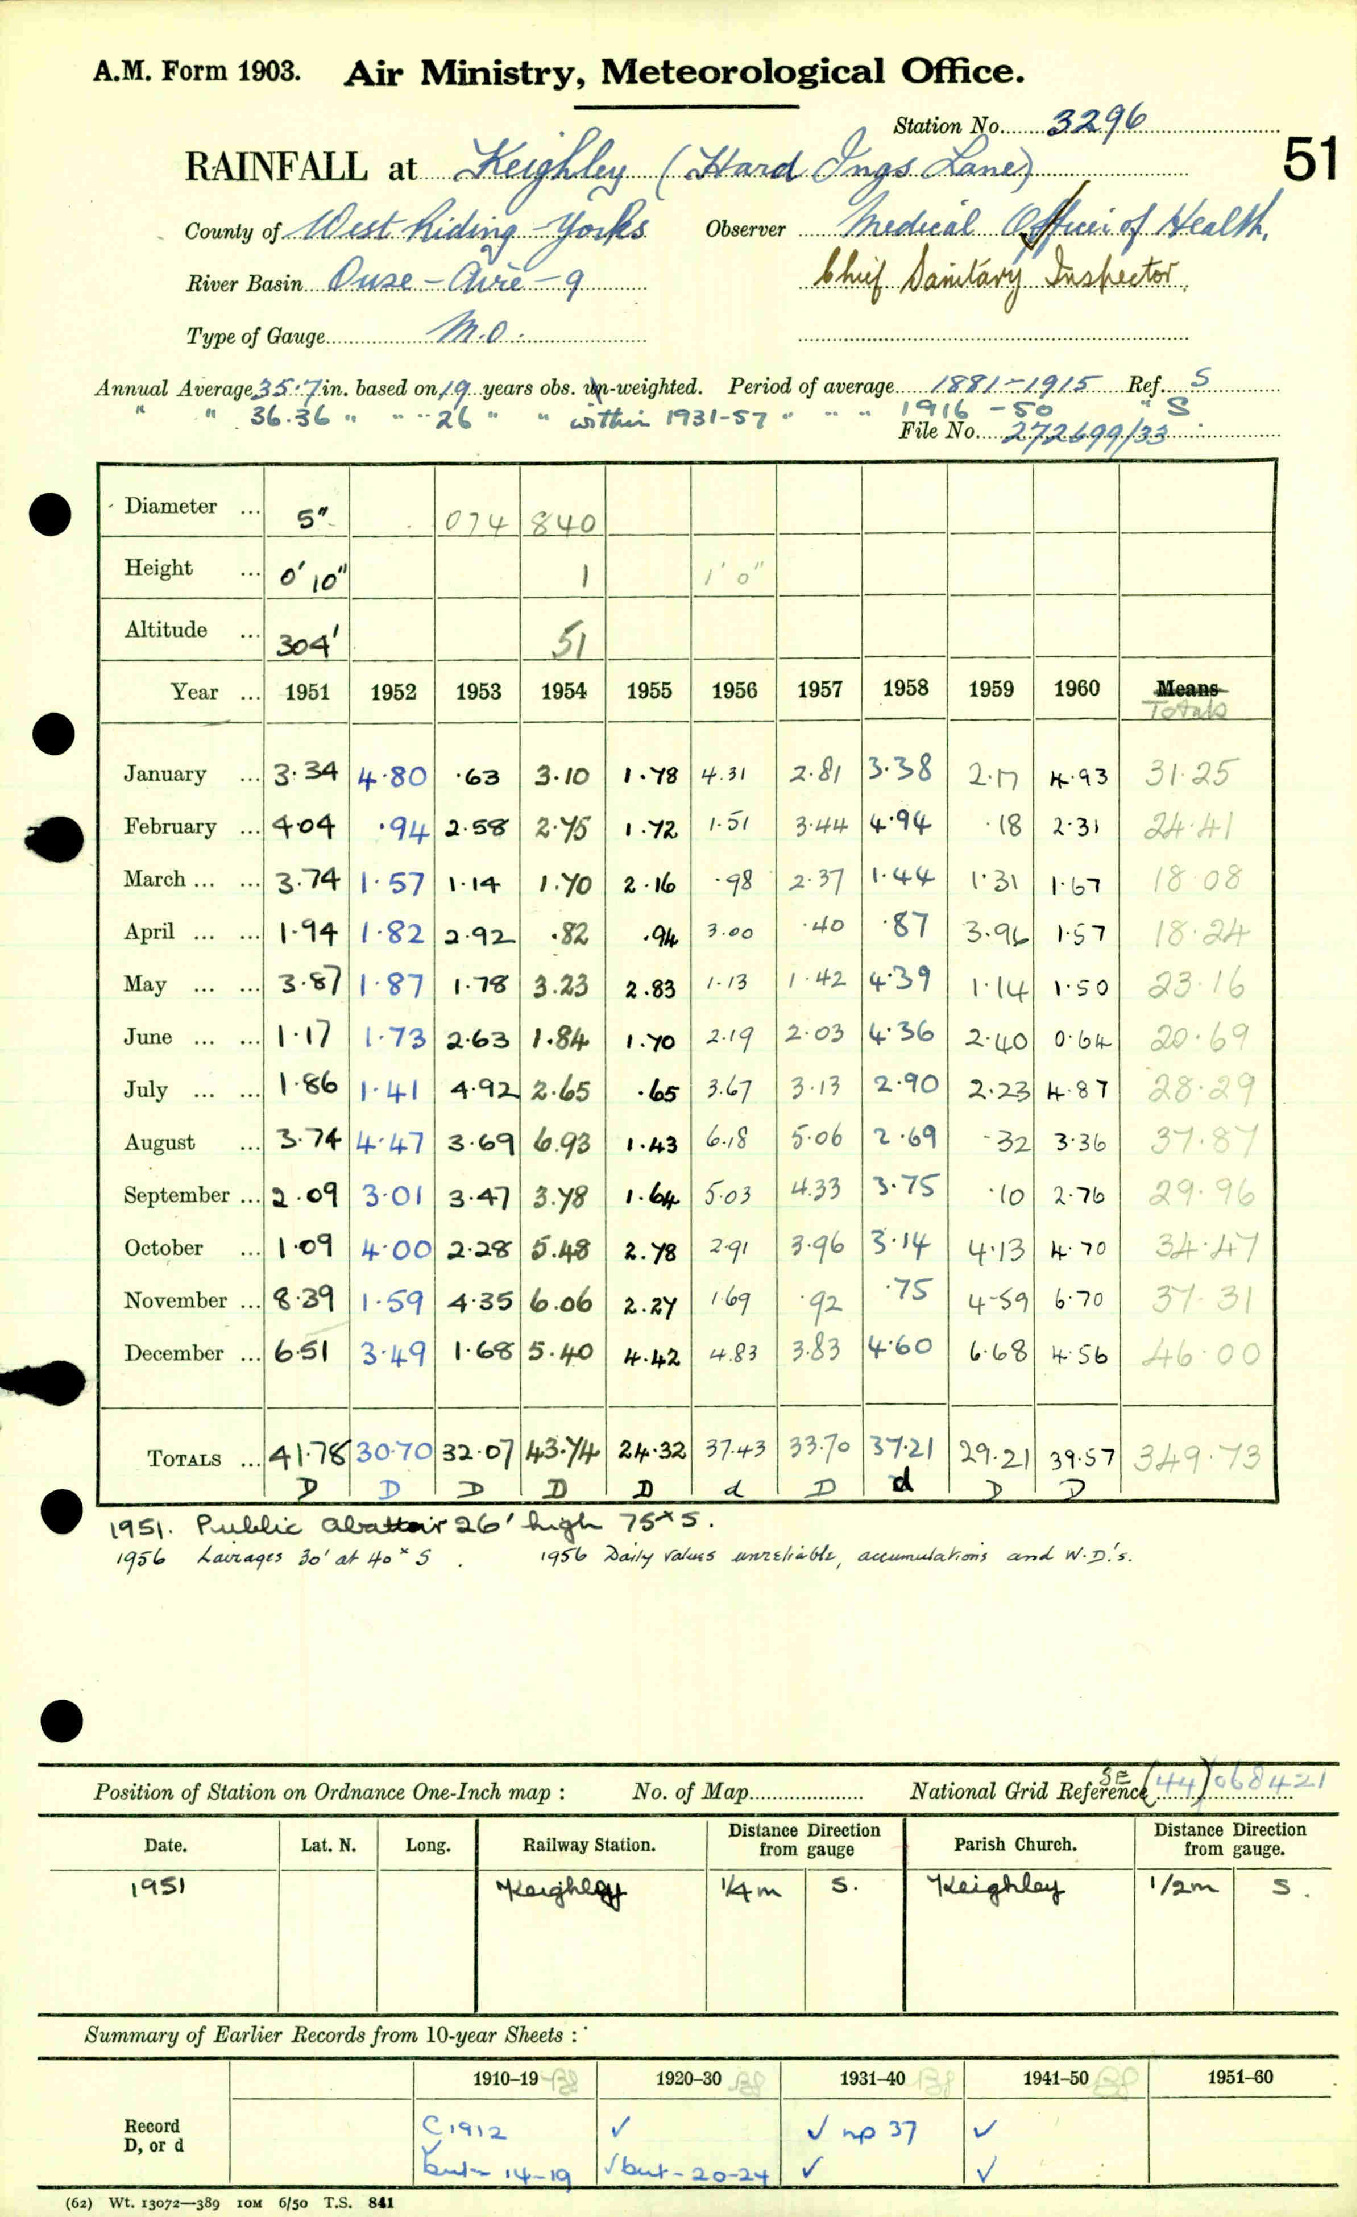 A.M. Form 1903. Air Ministry, Meteorological Office.
Station No. 3296
RAINFALL at Keighley (Hard Ings Lane) 51
County of West Riding - Yorks Observer Medical Officer of Health,
River Basin Ouse - Aire - 9 Chief Sanitary Inspector,
Type of Gauge M.O.
Annual Average 35.7 in. based on 19 years obs. un-weighted. Period of average 1881-1915 Ref. S
" " 36.36 " " " 26 " " within 1931-57 " " " 1916-50 " S
File No. 272699/33
Diameter ... 5" 074 840
Height ... 0' 10" 1 1' 0"
Altitude ... 304' 51
Year ... 1951 1952 1953 1954 1955 1956 1957 1958 1959 1960 Means
Totals
January ... 3.34 4.80 .63 3.10 1.78 4.31 2.81 3.38 2.17 4.93 31.25
February ... 4.04 .94 2.58 2.75 1.72 1.51 3.44 4.94 .18 2.31 24.41
March ... ... 3.74 1.57 1.14 1.70 2.16 .98 2.37 1.44 1.31 1.67 18.08
April ... ... 1.94 1.82 2.92 .82 .94 3.00 .40 .87 3.96 1.57 18.24
May ... ... 3.87 1.87 1.78 3.23 2.83 1.13 1.42 4.39 1.14 1.50 23.16
June ... ... 1.17 1.73 2.63 1.84 1.70 2.19 2.03 4.36 2.40 0.64 20.69
July ... ... 1.86 1.41 4.92 2.65 .65 3.67 3.13 2.90 2.23 4.87 28.29
August ... 3.74 4.47 3.69 6.93 1.43 6.18 5.06 2.69 .32 3.36 37.87
September ... 2.09 3.01 3.47 3.78 1.64 5.03 4.33 3.75 .10 2.76 29.96
October ... 1.09 4.00 2.28 5.48 2.78 2.91 3.96 3.14 4.13 4.70 34.47
November ... 8.39 1.59 4.35 6.06 2.27 1.69 .92 .75 4.59 6.70 37.31
December ... 6.51 3.49 1.68 5.40 4.42 4.83 3.83 4.60 6.68 4.56 46.00
TOTALS ... 41.78 30.70 32.07 43.74 24.32 37.43 33.70 37.21 29.21 39.57 349.73
D D D D D d D d D D
1951. Public Abattoir 26' high 75° S.
1956 Lairages 30' at 40° S. 1956 Daily values unreliable, accumulations and W.D.'s.
Position of Station on Ordnance One-Inch map : No. of Map National Grid Reference SE (44) 068421
Date. Lat. N. Long. Railway Station. Distance from gauge Direction Parish Church. Distance from gauge. Direction
1951 Keighley 1/4 m S. Keighley 1/2 m S.
Summary of Earlier Records from 10-year Sheets :
1910–19 1920–30 1931–40 1941–50 1951–60
Record C 1912 ✓ ✓ np 37 ✓
D, or d ✓ but - 14-19 ✓ but - 20-24 ✓ ✓
(62) Wt. 13072—389 10M 6/50 T.S. 841